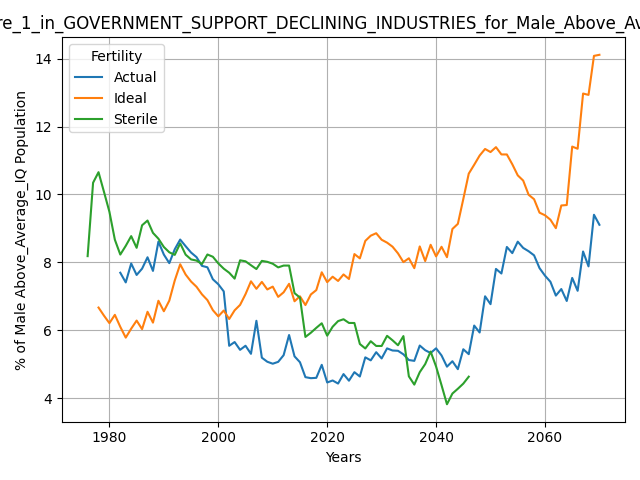 re_1_in_GOVERNMENT_SUPPORT_DECLINING_INDUSTRIES_for_Male_Above_Av
Fertility
Actual
Ideal
Sterile
% of Male Above_Average_IQ Population
14
12
10
8
6
4
1980 2000 2020 2040 2060
Years